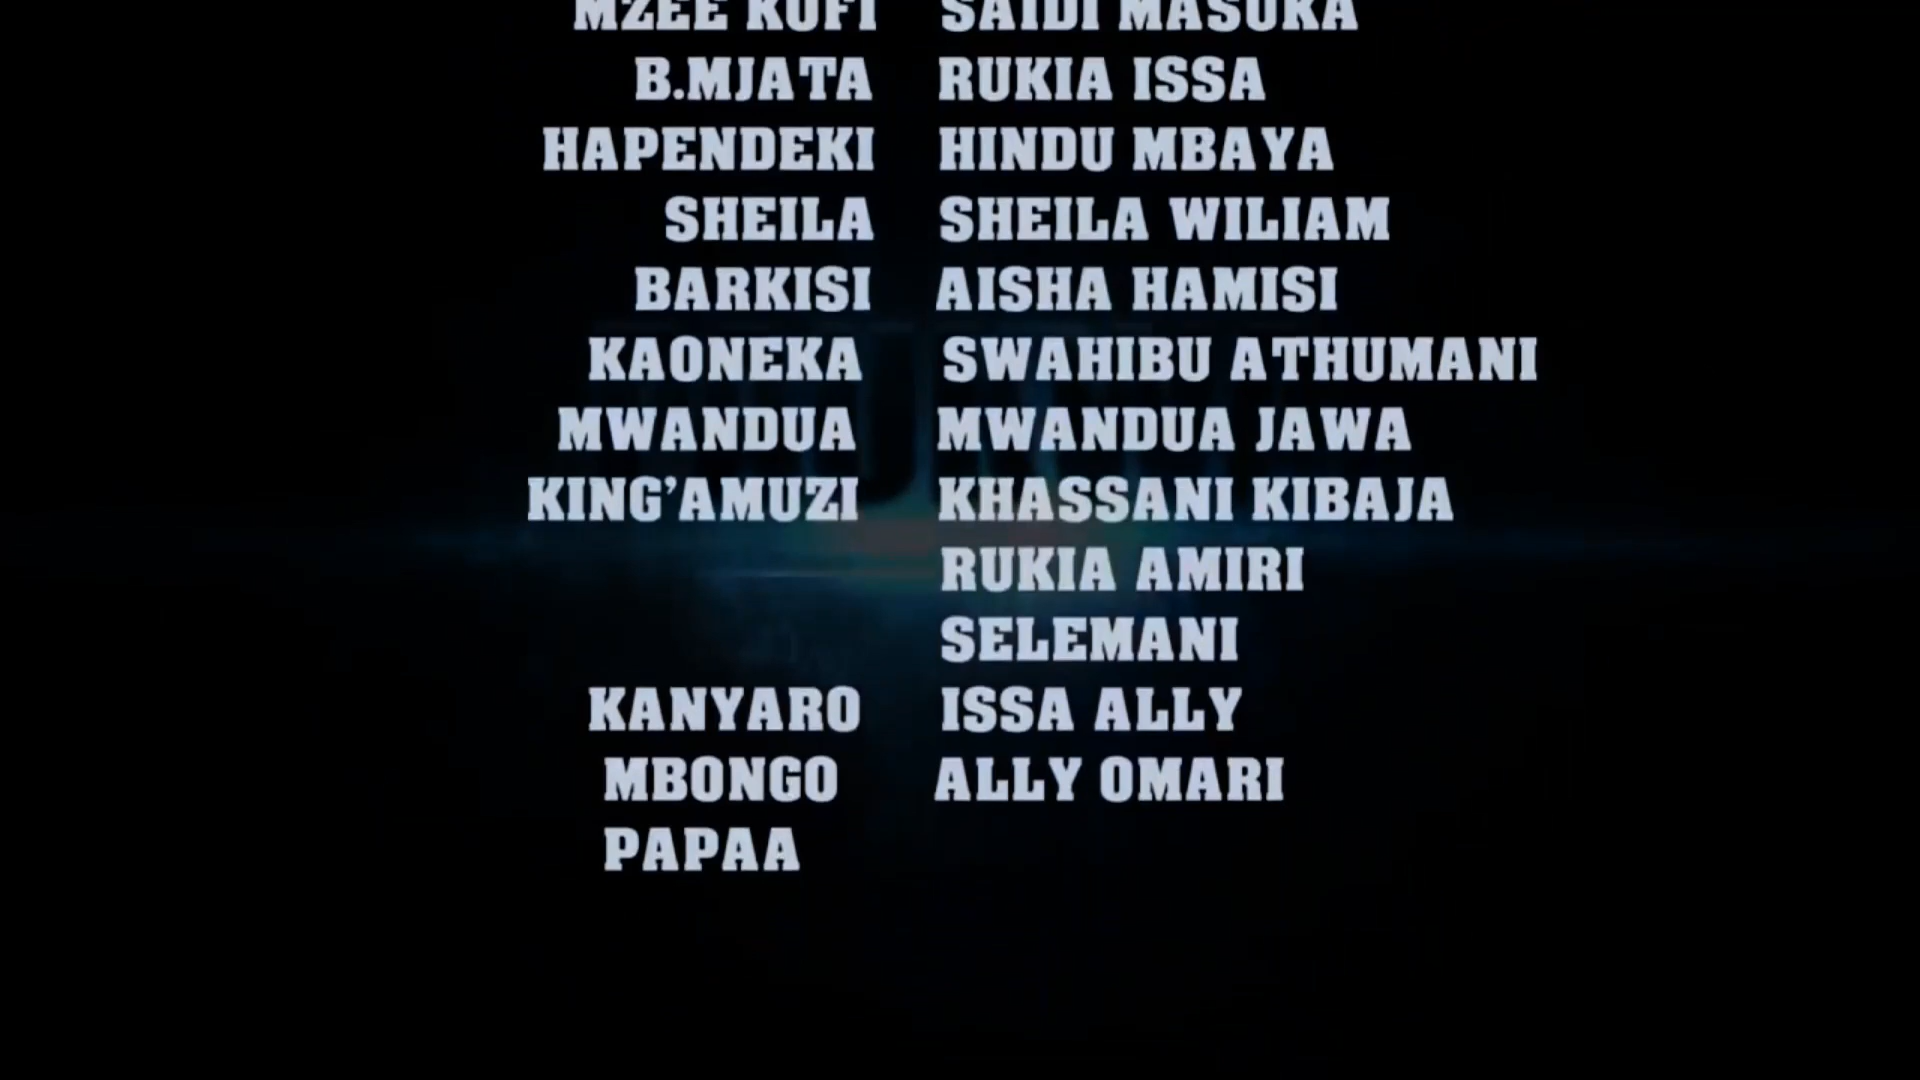 MZEE KOFI SAIDI MASUKA
B.MJATA RUKIA ISSA
HAPENDEKI HINDU MBAYA
SHEILA SHEILA WILIAM
BARKISI AISHA HAMISI
KAONEKA SWAHIBU ATHUMANI
MWANDUA MWANDUA JAWA
KING’AMUZI KHASSANI KIBAJA
RUKIA AMIRI
SELEMANI
KANYARO ISSA ALLY
MBONGO ALLY OMARI
PAPAA